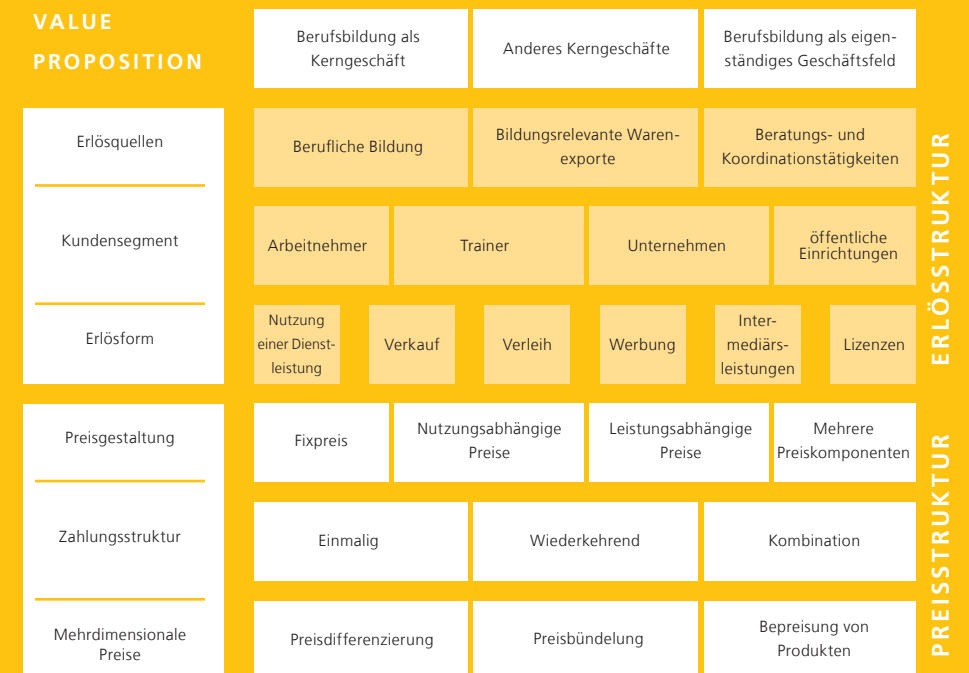 VALUE
PROPOSITION
Berufsbildung als
Kerngeschäft
Anderes Kerngeschäfte
Berufsbildung als eigen-
ständiges Geschäftsfeld
Erlösquellen
Berufliche Bildung
Bildungsrelevante Waren-
exporte
Beratungs- und
Koordinationstätigkeiten
Kundensegment
Arbeitnehmer
Trainer
Unternehmen
öffentliche
Einrichtungen
Erlösform
Nutzung
einer Dienst-
leistung
Verkauf
Verleih
Werbung
Inter-
mediärs-
leistungen
Lizenzen
ERLÖSSTRUKTUR
Preisgestaltung
Fixpreis
Nutzungsabhängige
Preise
Leistungsabhängige
Preise
Mehrere
Preiskomponenten
Zahlungsstruktur
Einmalig
Wiederkehrend
Kombination
Mehrdimensionale
Preise
Preisdifferenzierung
Preisbündelung
Bepreisung von
Produkten
PREISSTRUKTUR